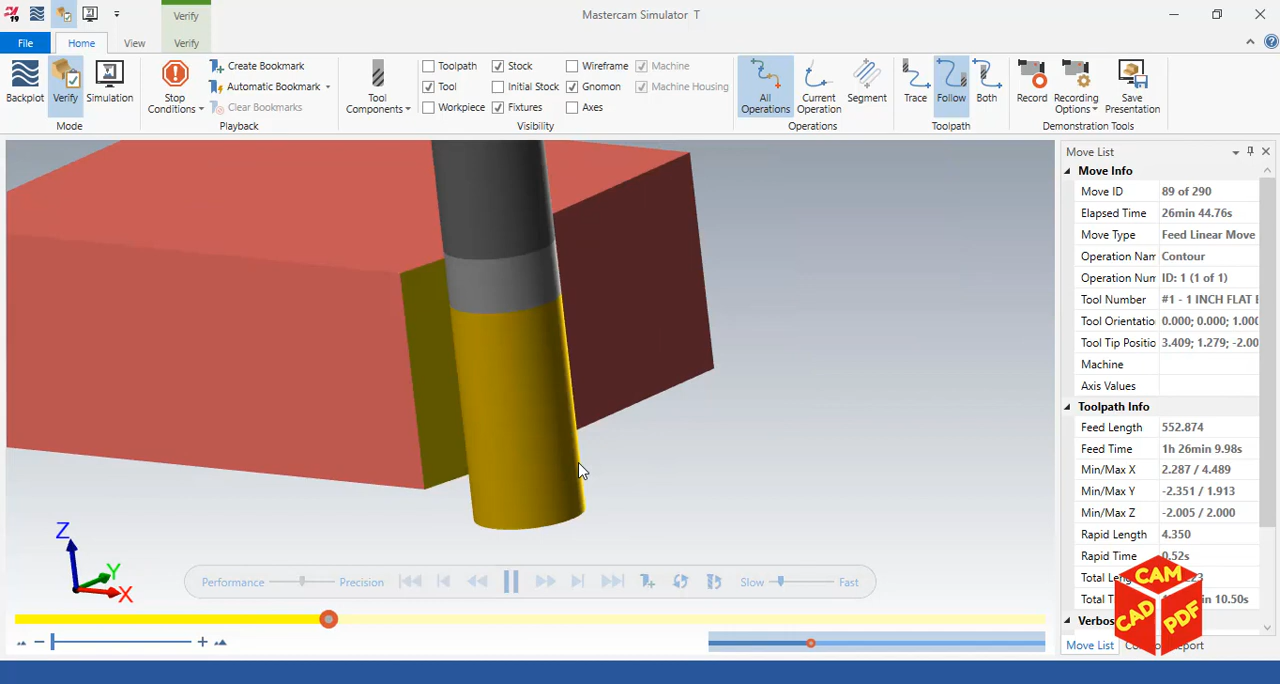 19
Verify
Mastercam Simulator T
File
Home
View
Verify
Backplot
Verify
Simulation
Mode
Stop
Conditions
Create Bookmark
Automatic Bookmark
Clear Bookmarks
Playback
Tool
Components
Toolpath
Stock
Wireframe
Machine
Tool
Initial Stock
Gnomon
Machine Housing
Workpiece
Fixtures
Axes
Visibility
All
Operations
Current
Operation
Segment
Operations
Trace
Follow
Both
Toolpath
Record
Recording
Options
Save
Presentation
Demonstration Tools
Move List
Move Info
Move ID 89 of 290
Elapsed Time 26min 44.76s
Move Type Feed Linear Move
Operation Nam Contour
Operation Num ID: 1 (1 of 1)
Tool Number #1 - 1 INCH FLAT
Tool Orientatio 0.000; 0.000; 1.000
Tool Tip Positio 3.409; 1.279; -2.00
Machine
Axis Values
Toolpath Info
Feed Length 552.874
Feed Time 1h 26min 9.98s
Min/Max X 2.287 / 4.489
Min/Max Y -2.351 / 1.913
Min/Max Z -2.005 / 2.000
Rapid Length 4.350
Rapid Time 0.52s
Total Len
Total T
in 10.50s
Verbos
Move List
Z
Y
X
Performance
Precision
Slow
Fast
CAM
CAD
PDF